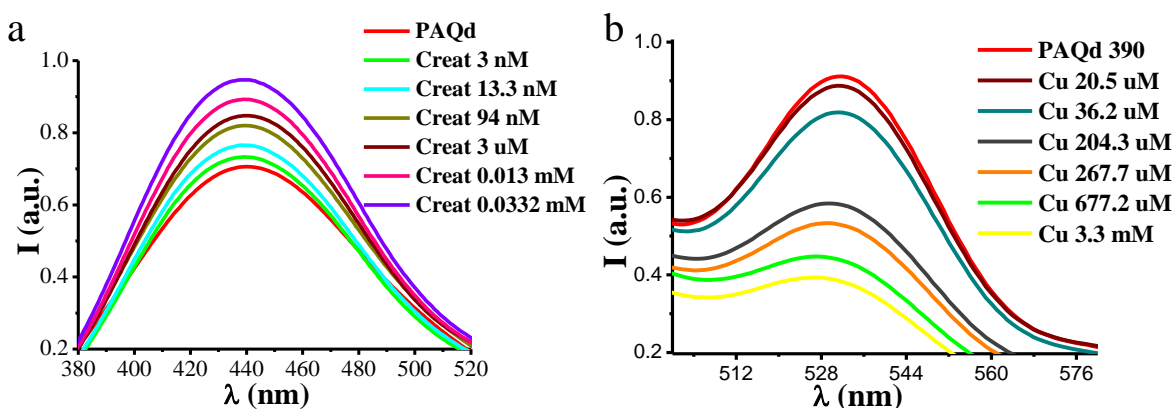 a
PAQd
Creat 3 nM
Creat 13.3 nM
Creat 94 nM
Creat 3 uM
Creat 0.013 mM
Creat 0.0332 mM
I (a.u.)
1.0
0.8
0.6
0.4
0.2
380 400 420 440 460 480 500 520
λ (nm)
b
PAQd 390
Cu 20.5 uM
Cu 36.2 uM
Cu 204.3 uM
Cu 267.7 uM
Cu 677.2 uM
Cu 3.3 mM
I (a.u.)
1.0
0.8
0.6
0.4
0.2
512 528 544 560 576
λ (nm)